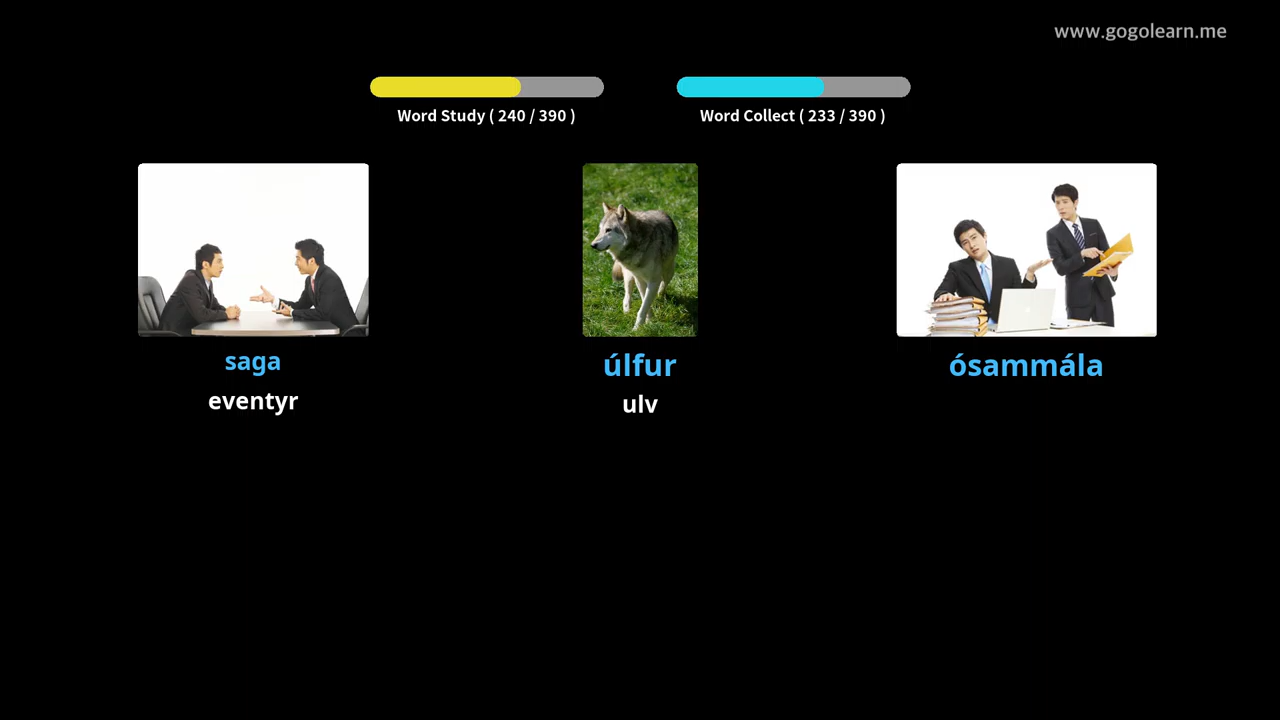 www.gogolearn.me
Word Study ( 240 / 390 )
Word Collect ( 233 / 390 )
saga
úlfur
ósammála
eventyr
ulv